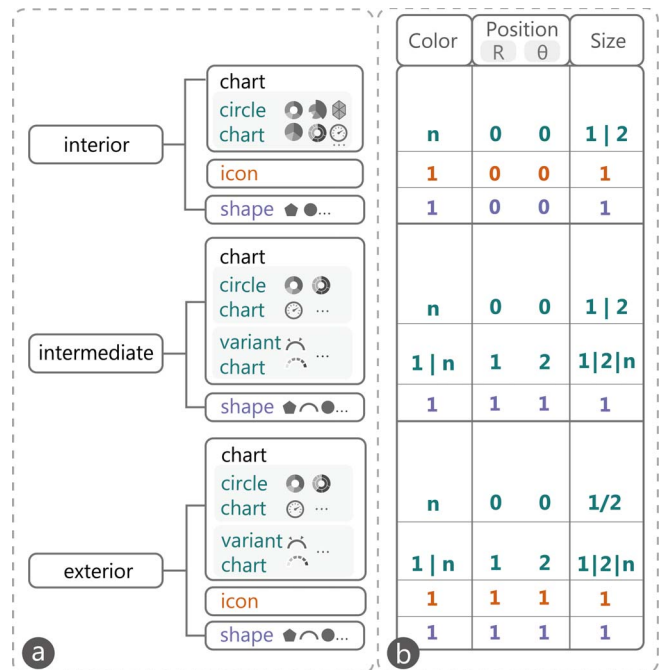 Color Position Size
R θ
chart
circle
chart
...
interior
n 0 0 1 | 2
icon
1 0 0 1
shape ...
1 0 0 1
chart
circle
chart ...
n 0 0 1 | 2
intermediate
variant
chart ...
1 | n 1 2 1|2|n
shape ...
1 1 1 1
chart
circle
chart ...
n 0 0 1/2
exterior
variant
chart ...
1 | n 1 2 1|2|n
icon
1 1 1 1
shape ...
1 1 1 1
a
b